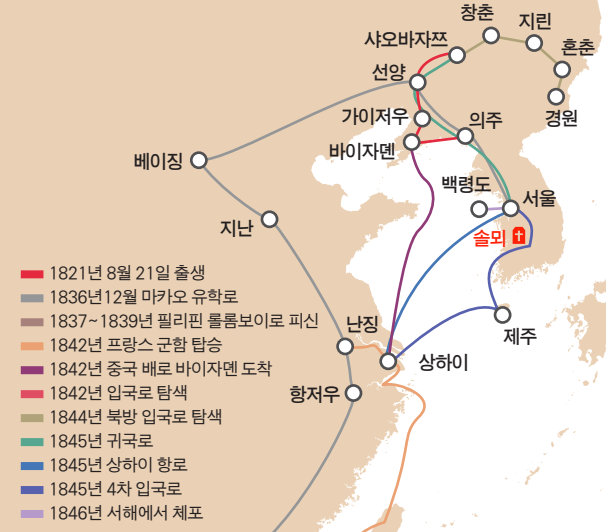 창춘
지린
샤오바자쯔
훈춘
선양
경원
가이저우
의주
바이자덴
베이징
백령도
서울
지난
솔뫼
1821년 8월 21일 출생
1836년12월 마카오 유학로
1837~1839년 필리핀 롤롬보이로 피신
1842년 프랑스 군함 탑승
1842년 중국 배로 바이자덴 도착
1842년 입국로 탐색
1844년 북방 입국로 탐색
1845년 귀국로
1845년 상하이 항로
1845년 4차 입국로
1846년 서해에서 체포
난징
제주
상하이
항저우